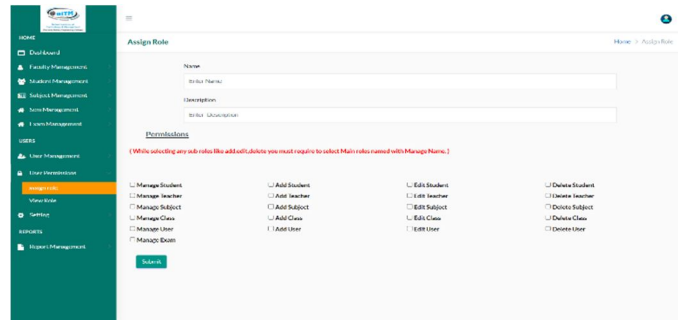 HOME
Dashboard
Faculty Management
Student Management
Subject Management
Exam Management
USERS
User Management
User Permissions
Assign role
View Role
Setting
REPORTS
Report Management
Assign Role
Home > Assign Role
Name
Enter Name
Description
Enter Description
Permissions
( While selecting any sub roles like add,edit,delete you must require to select Main roles named with Manage Name. )
Manage Student Add Student Edit Student Delete Student
Manage Teacher Add Teacher Edit Teacher Delete Teacher
Manage Subject Add Subject Edit Subject Delete Subject
Manage Class Add Class Edit Class Delete Class
Manage User Add User Edit User Delete User
Manage Exam
Submit